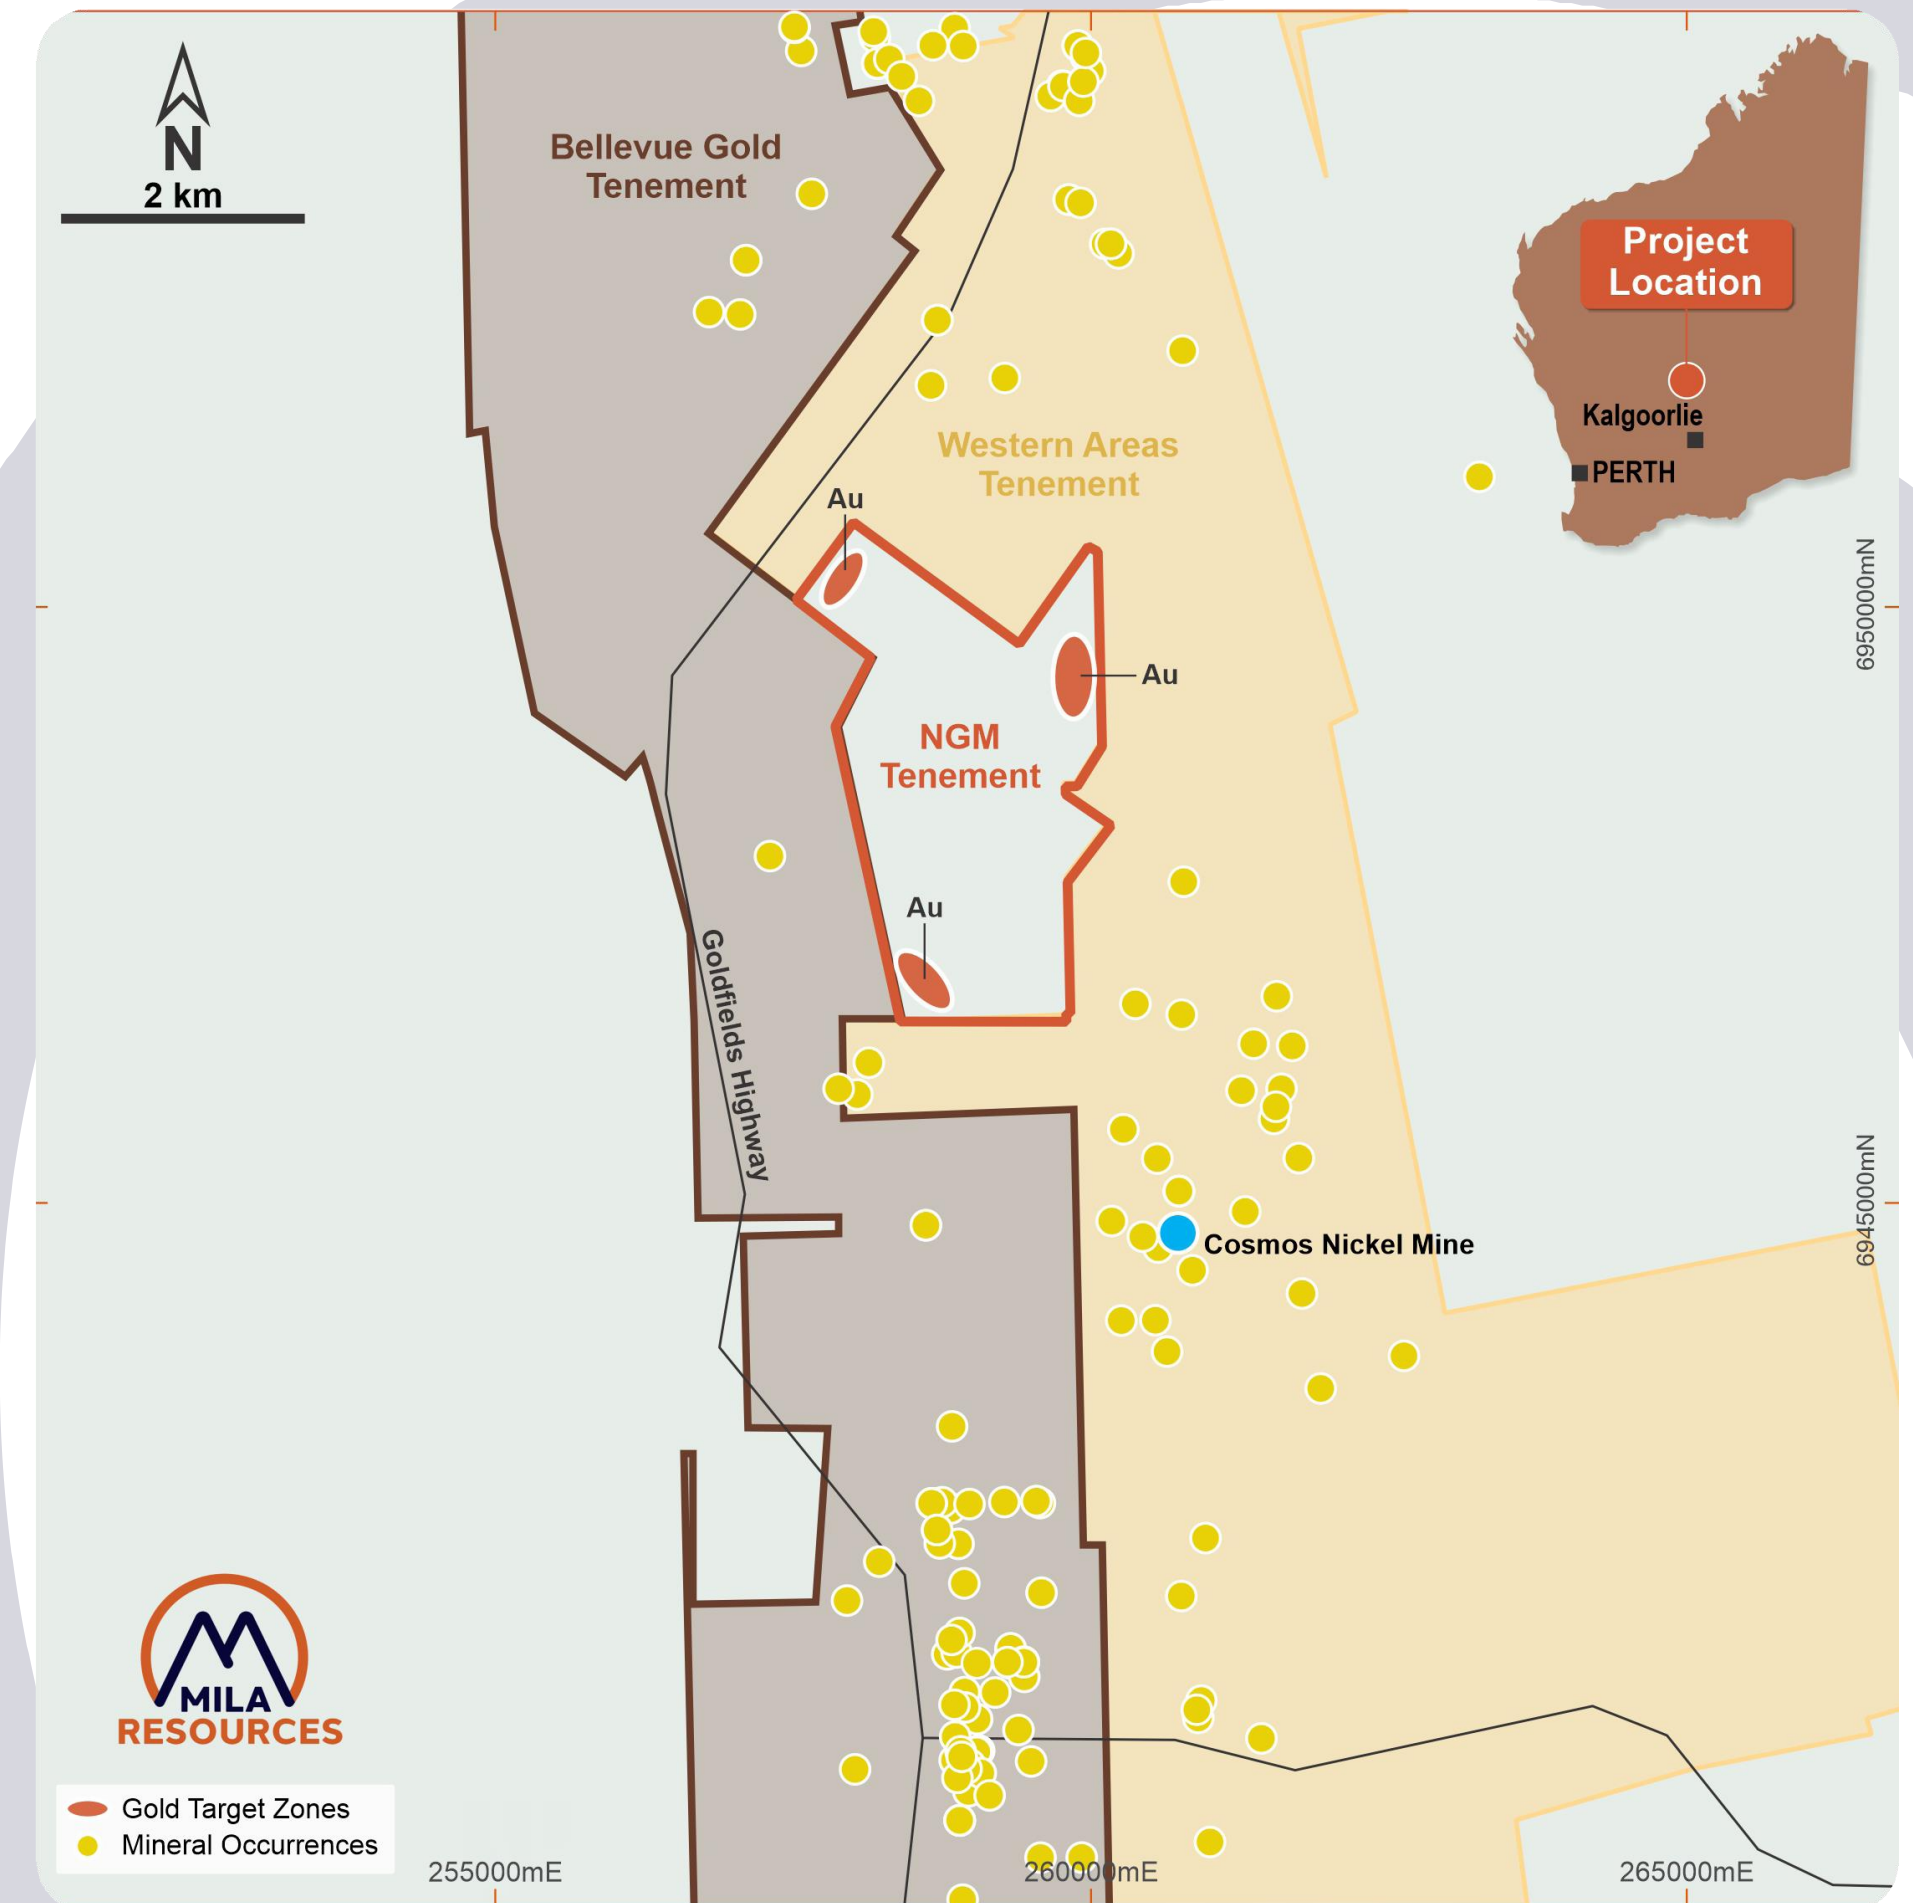 N
2 km
Bellevue Gold
Tenement
Project
Location
Kalgoorlie
PERTH
Western Areas
Tenement
Au
6950000mN
Au
NGM
Tenement
Au
Goldfields Highway
6945000mN
Cosmos Nickel Mine
MILA
RESOURCES
Gold Target Zones
Mineral Occurrences
255000mE
260000mE
265000mE